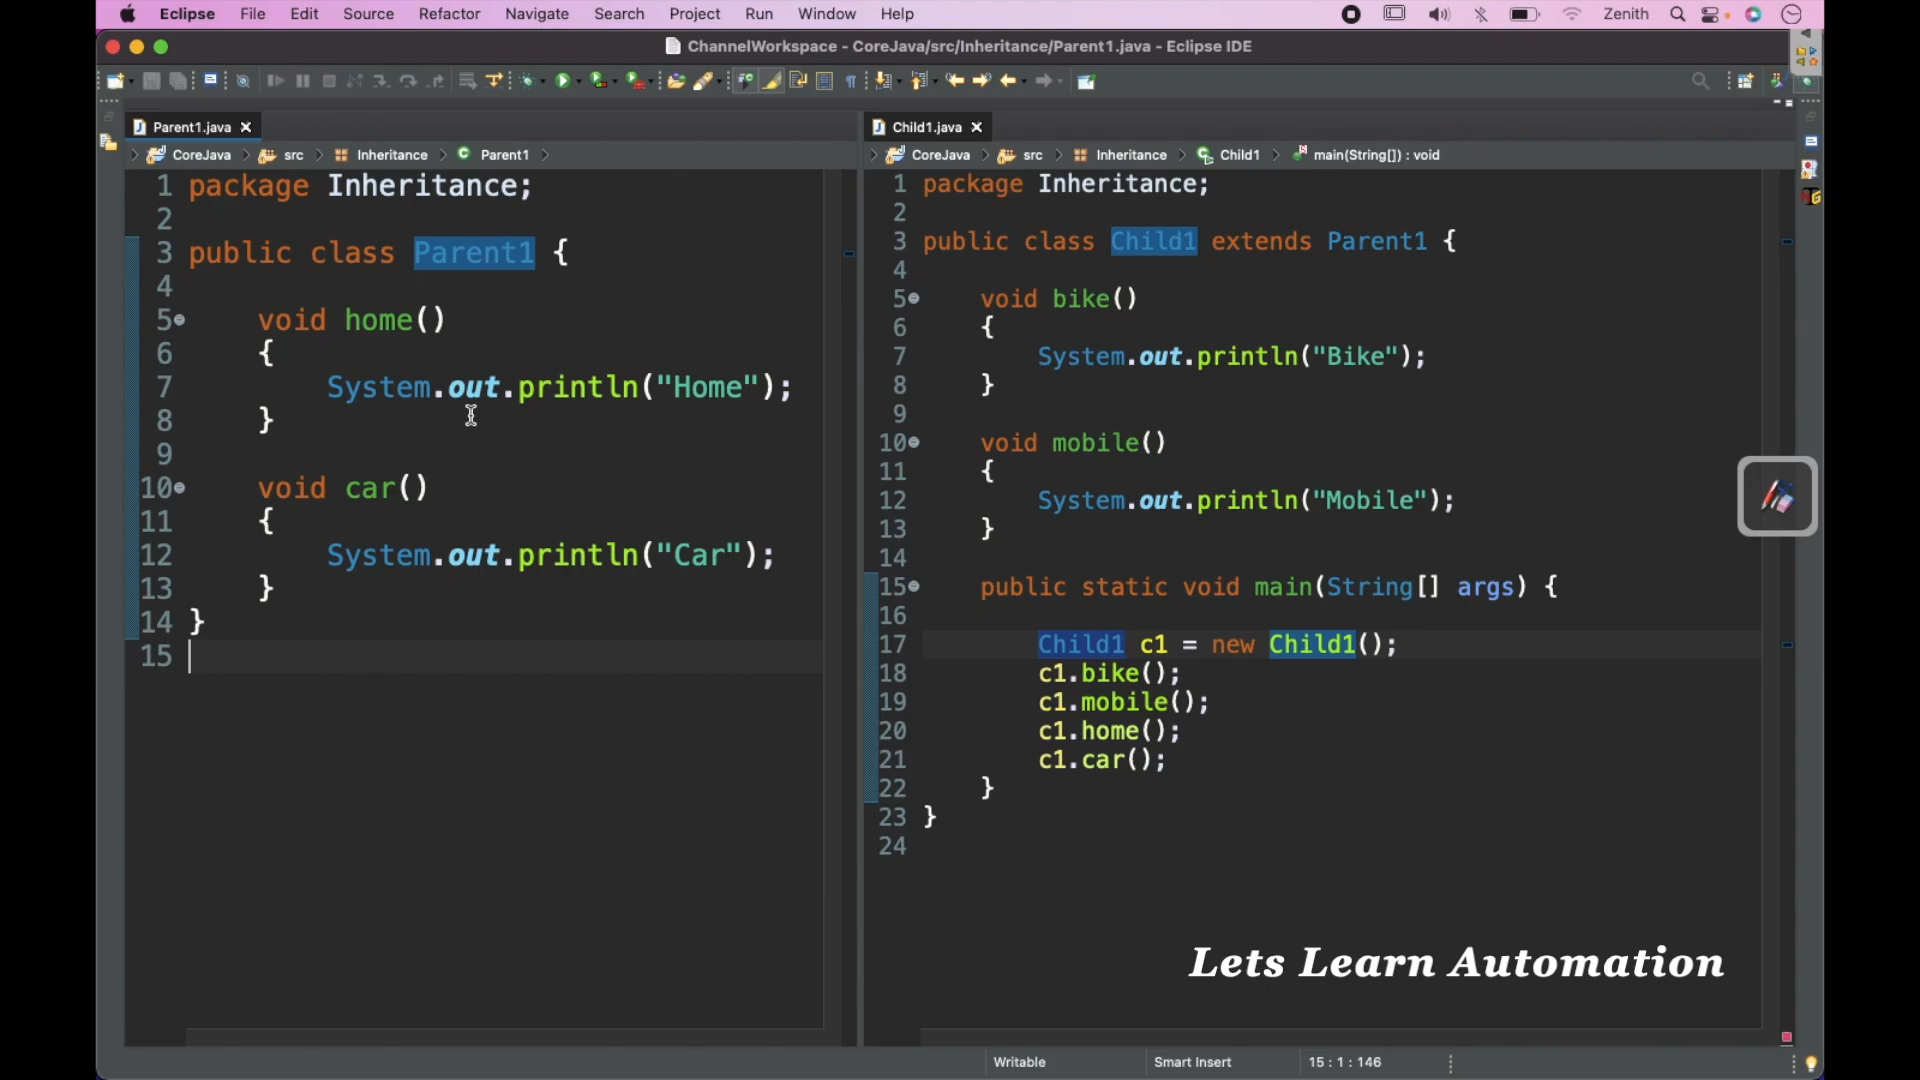 Eclipse File Edit Source Refactor Navigate Search Project Run Window Help Zenith
ChannelWorkspace - CoreJava/src/Inheritance/Parent1.java - Eclipse IDE
Parent1.java
CoreJava src Inheritance Parent1
1 package Inheritance;
2
3 public class Parent1 {
4
5 void home()
6 {
7 System.out.println("Home");
8 }
9
10 void car()
11 {
12 System.out.println("Car");
13 }
14 }
15
Child1.java
CoreJava src Inheritance Child1 main(String[]) : void
1 package Inheritance;
2
3 public class Child1 extends Parent1 {
4
5 void bike()
6 {
7 System.out.println("Bike");
8 }
9
10 void mobile()
11 {
12 System.out.println("Mobile");
13 }
14
15 public static void main(String[] args) {
16
17 Child1 c1 = new Child1();
18 c1.bike();
19 c1.mobile();
20 c1.home();
21 c1.car();
22 }
23 }
24
Lets Learn Automation
Writable Smart Insert 15 : 1 : 146